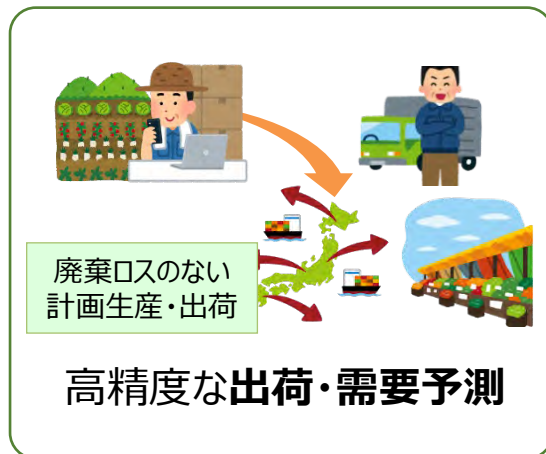 廃棄ロスのない
計画生産・出荷
高精度な出荷・需要予測